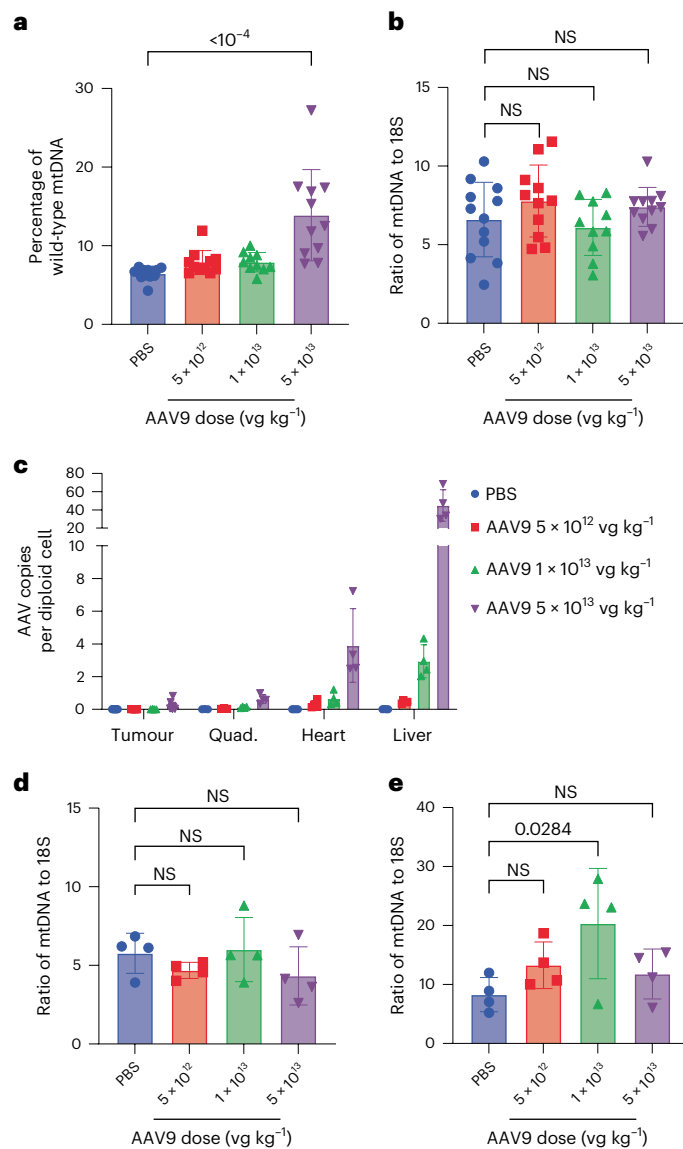 a
<10⁻⁴
Percentage of
wild-type mtDNA
30
20
10
0
PBS
5 × 10¹²
1 × 10¹³
5 × 10¹³
AAV9 dose (vg kg⁻¹)
b
NS
NS
NS
Ratio of mtDNA to 18S
15
10
5
0
PBS
5 × 10¹²
1 × 10¹³
5 × 10¹³
AAV9 dose (vg kg⁻¹)
c
AAV copies
per diploid cell
80
60
40
20
10
8
6
4
2
0
Tumour
Quad.
Heart
Liver
PBS
AAV9 5 × 10¹² vg kg⁻¹
AAV9 1 × 10¹³ vg kg⁻¹
AAV9 5 × 10¹³ vg kg⁻¹
d
NS
NS
NS
Ratio of mtDNA to 18S
15
10
5
0
PBS
5 × 10¹²
1 × 10¹³
5 × 10¹³
AAV9 dose (vg kg⁻¹)
e
NS
0.0284
NS
Ratio of mtDNA to 18S
40
30
20
10
0
PBS
5 × 10¹²
1 × 10¹³
5 × 10¹³
AAV9 dose (vg kg⁻¹)